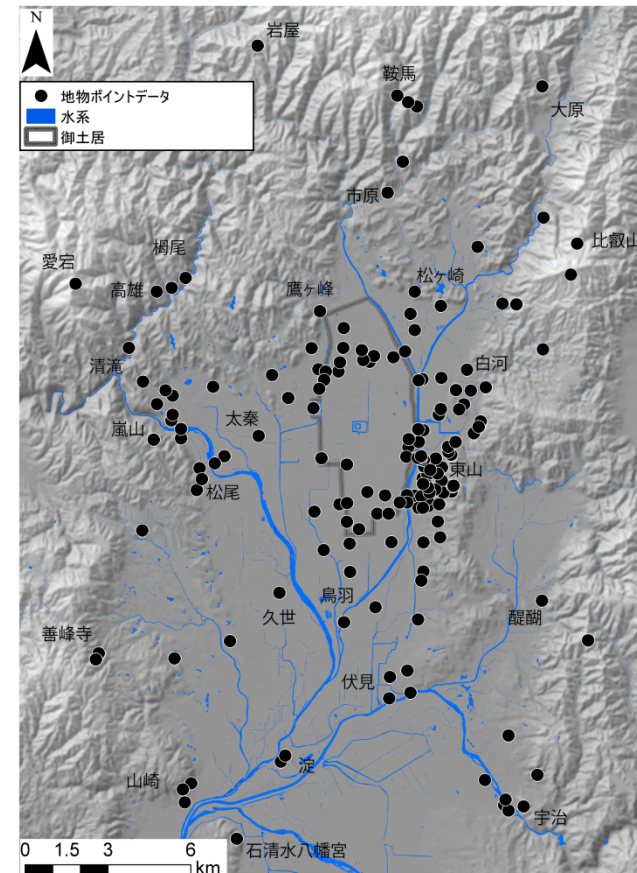 N
岩屋
鞍馬
大原
地物ポイントデータ
水系
御土居
市原
栂尾
比叡山
愛宕
高雄
鷹ヶ峰
松ヶ崎
清滝
白河
嵐山
太秦
東山
松尾
久世
鳥羽
醍醐
善峰寺
伏見
淀
山崎
宇治
石清水八幡宮
0 1.5 3 6
km